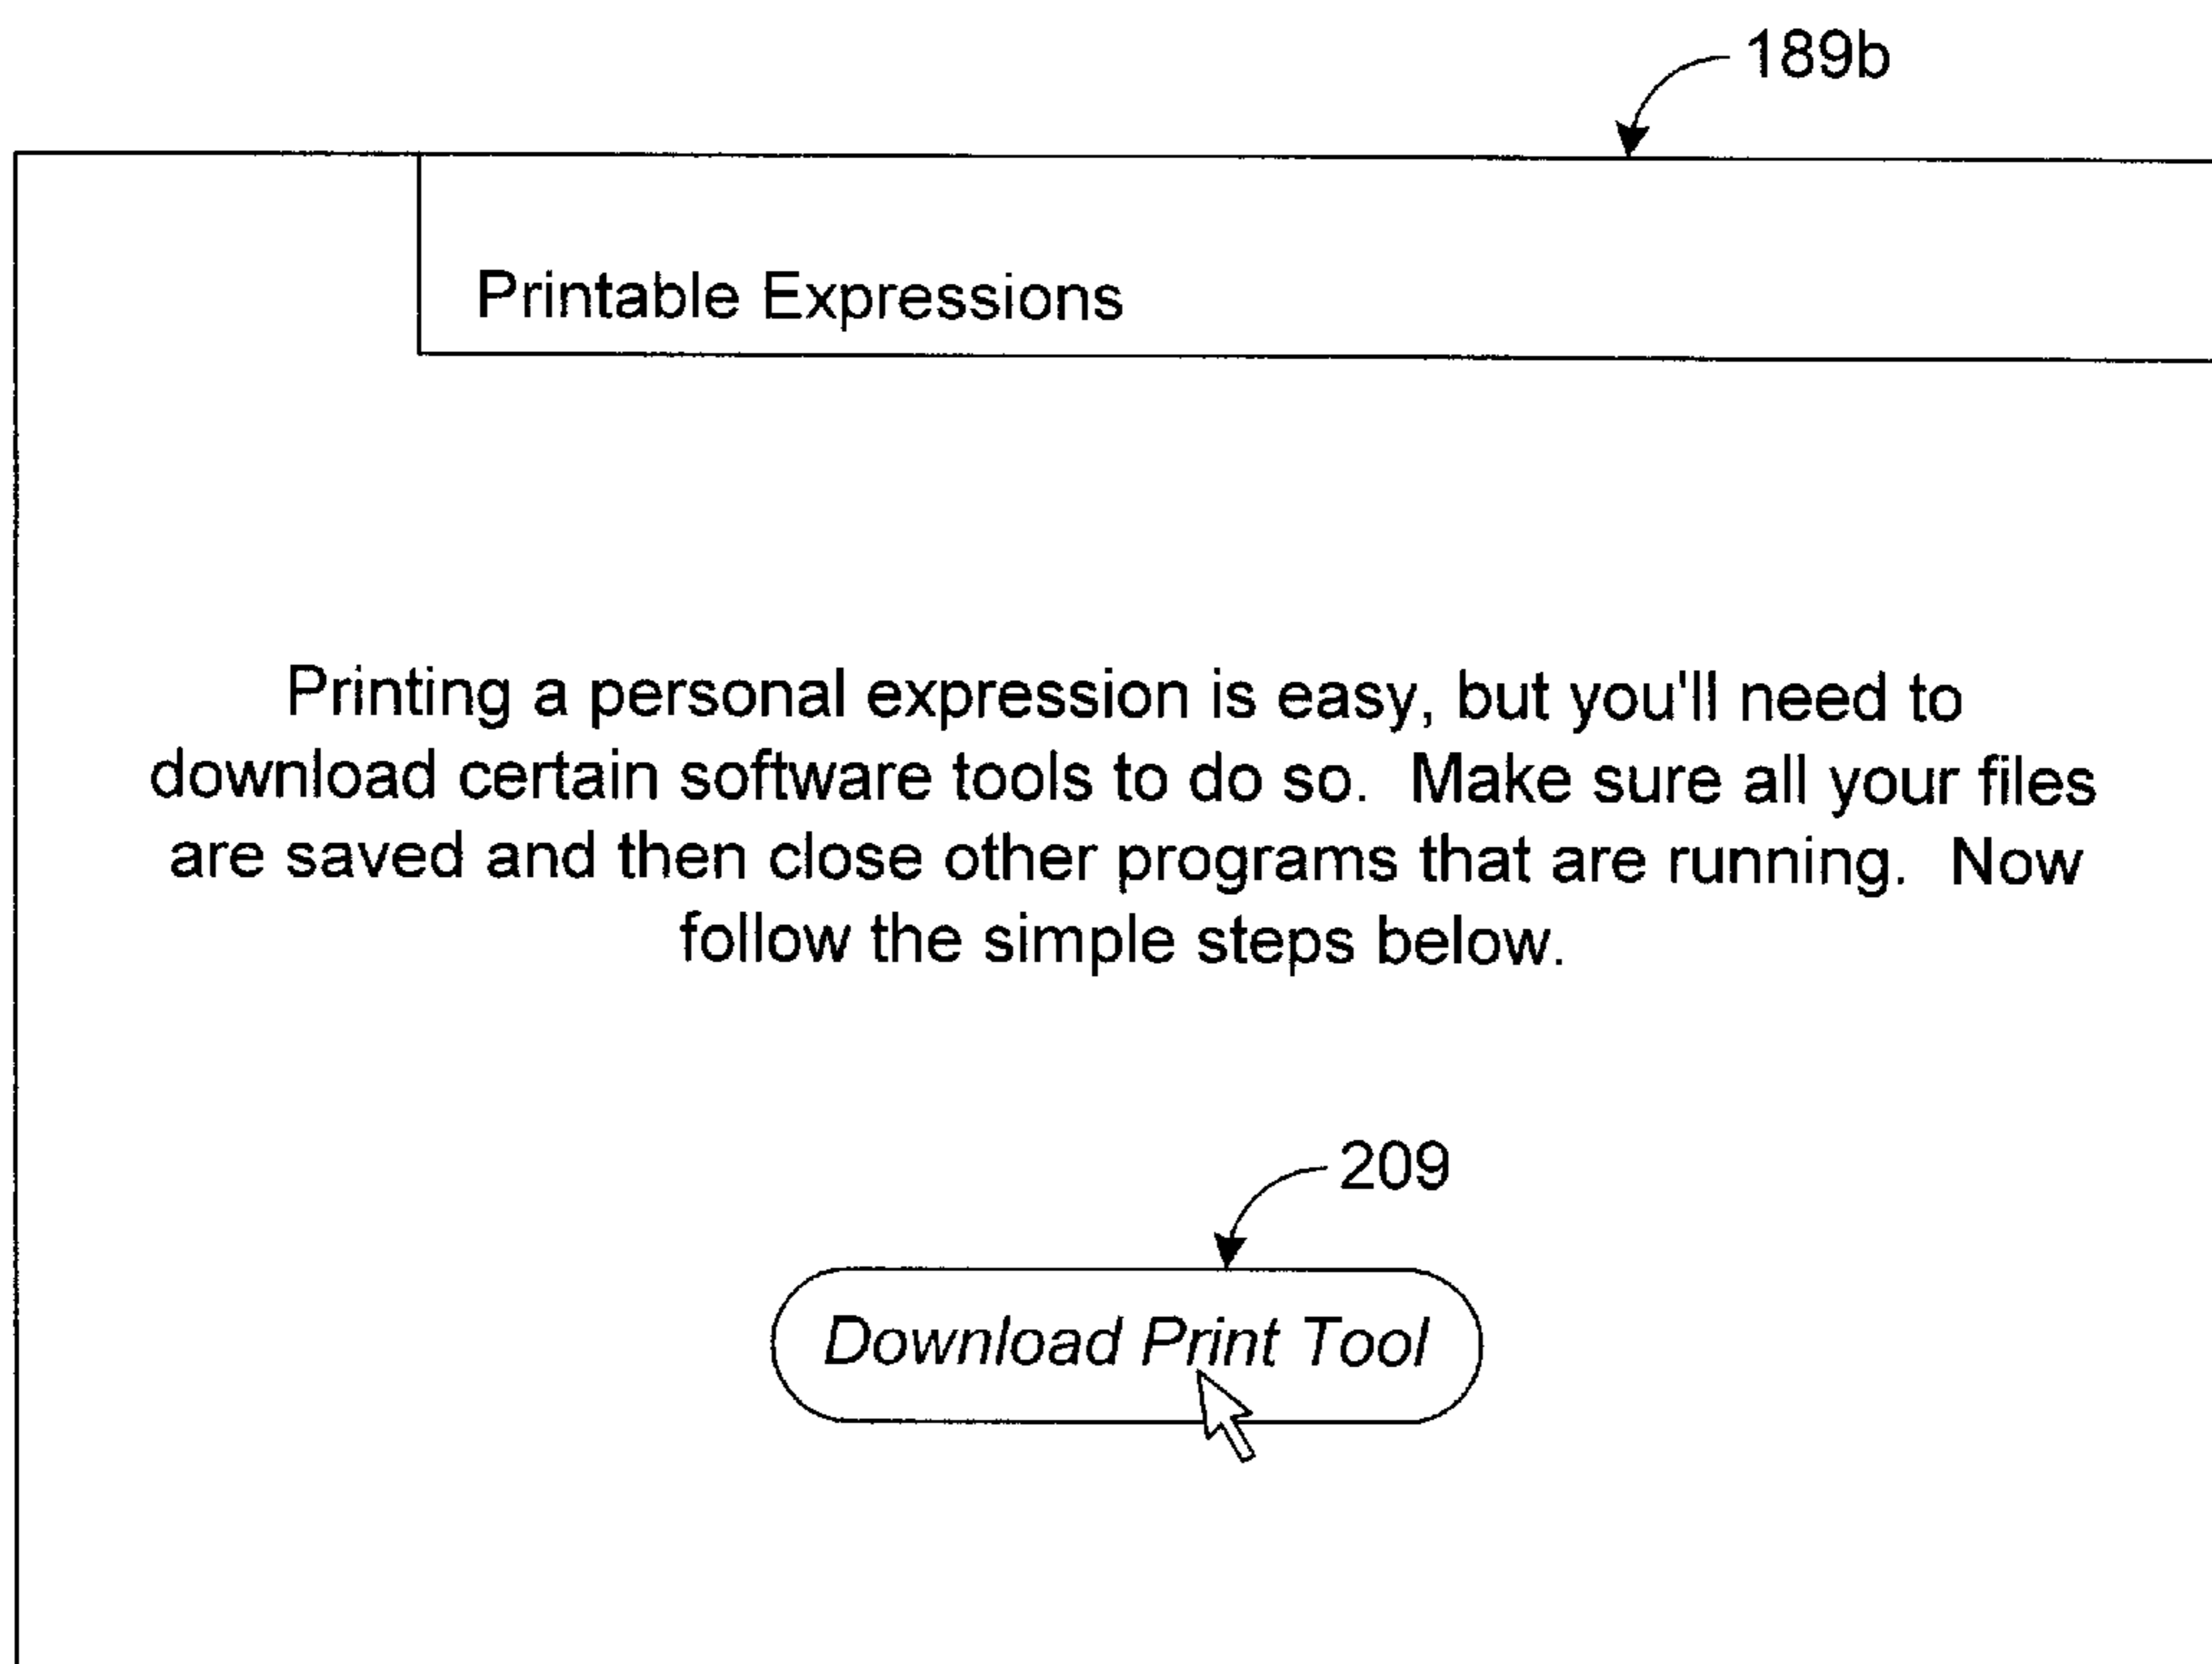 189b
Printable Expressions
Printing a personal expression is easy, but you'll need to
download certain software tools to do so.  Make sure all your files
are saved and then close other programs that are running.  Now
follow the simple steps below.
209
Download Print Tool